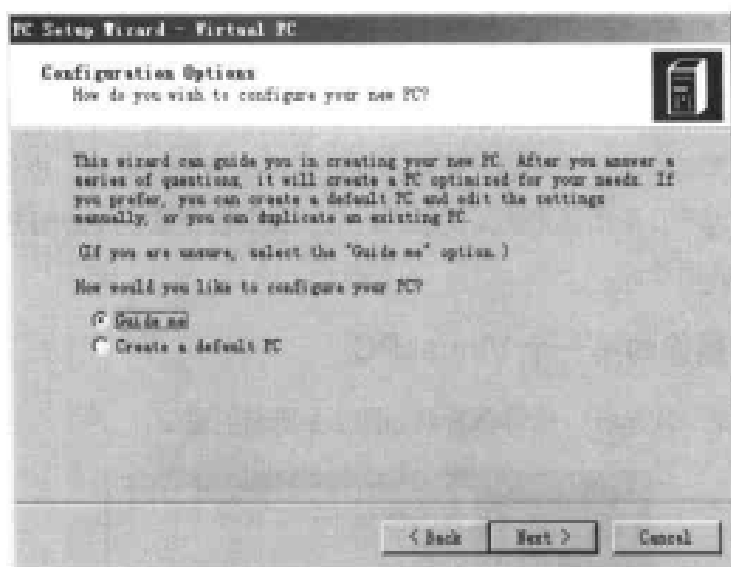 PC Setup Wizard - Virtual PC
Configuration Options
How do you wish to configure your new PC?
This wizard can guide you in creating your new PC. After you answer a
series of questions, it will create a PC optimized for your needs. If
you prefer, you can create a default PC and edit the settings
manually, or you can duplicate an existing PC.
(If you are unsure, select the "Guide me" option.)
How would you like to configure your PC?
Guide me
Create a default PC
< Back
Next >
Cancel